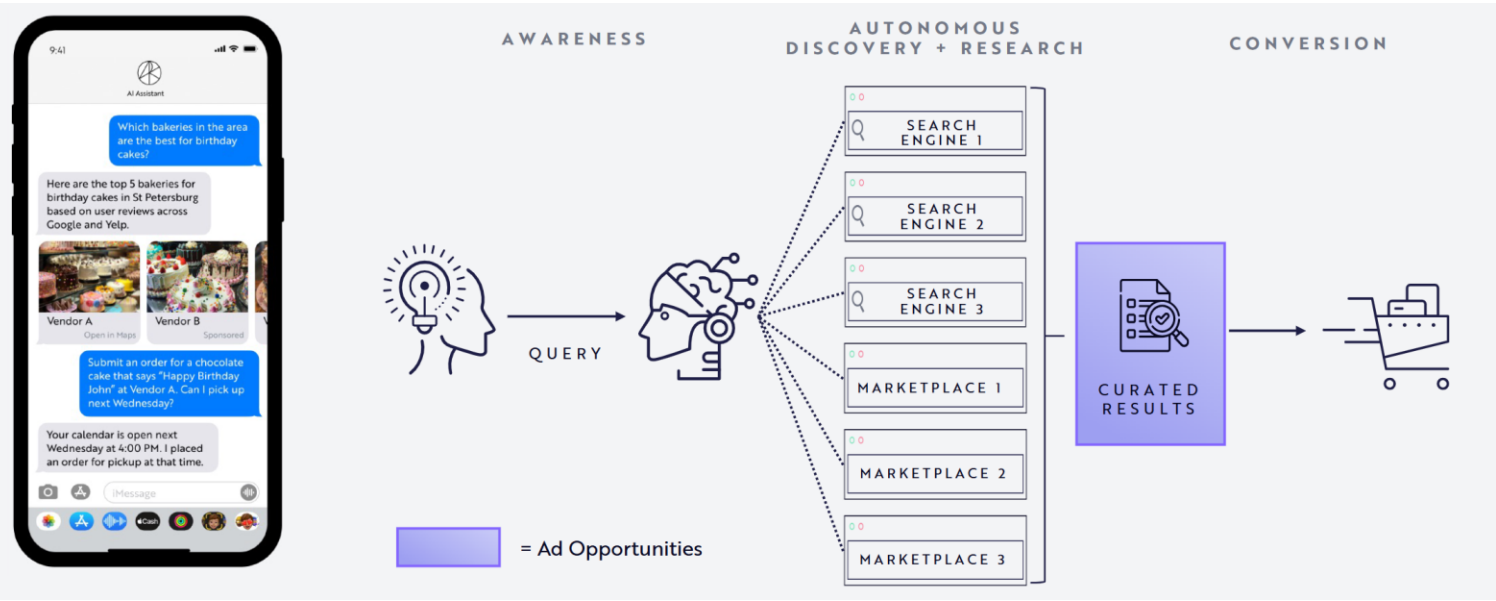 9:41
AI Assistant
Which bakeries in the area
are the best for birthday
cakes?
Here are the top 5 bakeries for
birthday cakes in St Petersburg
based on user reviews across
Google and Yelp.
Vendor A
Open in Maps
Vendor B
Sponsored
V
Submit an order for a chocolate
cake that says "Happy Birthday
John" at Vendor A. Can I pick up
next Wednesday?
Your calendar is open next
Wednesday at 4:00 PM. I placed
an order for pickup at that time.
iMessage
Cash
AWARENESS
AUTONOMOUS
DISCOVERY + RESEARCH
CONVERSION
QUERY
SEARCH
ENGINE 1
SEARCH
ENGINE 2
SEARCH
ENGINE 3
MARKETPLACE 1
MARKETPLACE 2
MARKETPLACE 3
CURATED
RESULTS
= Ad Opportunities